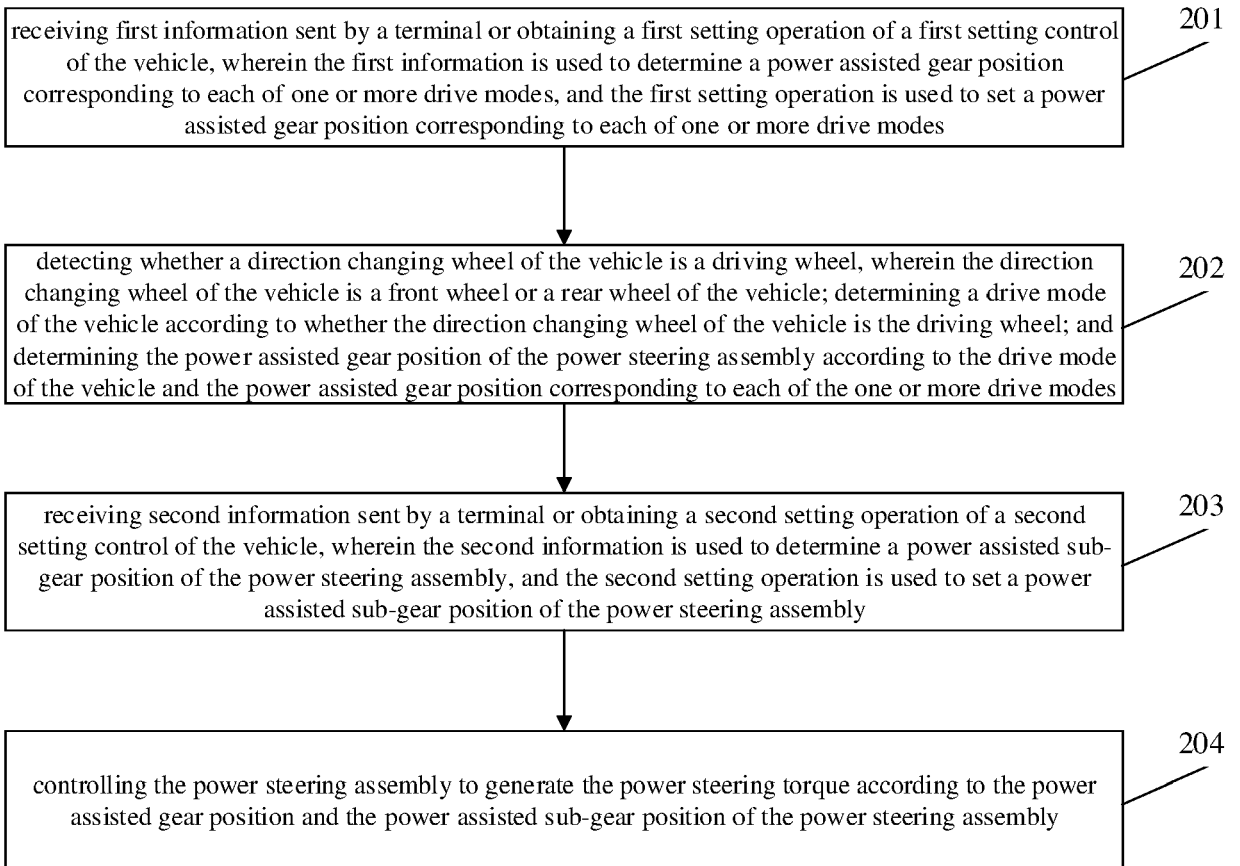 201
receiving first information sent by a terminal or obtaining a first setting operation of a first setting control
of the vehicle, wherein the first information is used to determine a power assisted gear position
corresponding to each of one or more drive modes, and the first setting operation is used to set a power
assisted gear position corresponding to each of one or more drive modes
202
detecting whether a direction changing wheel of the vehicle is a driving wheel, wherein the direction
changing wheel of the vehicle is a front wheel or a rear wheel of the vehicle; determining a drive mode
of the vehicle according to whether the direction changing wheel of the vehicle is the driving wheel; and
determining the power assisted gear position of the power steering assembly according to the drive mode
of the vehicle and the power assisted gear position corresponding to each of the one or more drive modes
203
receiving second information sent by a terminal or obtaining a second setting operation of a second
setting control of the vehicle, wherein the second information is used to determine a power assisted sub-
gear position of the power steering assembly, and the second setting operation is used to set a power
assisted sub-gear position of the power steering assembly
204
controlling the power steering assembly to generate the power steering torque according to the power
assisted gear position and the power assisted sub-gear position of the power steering assembly